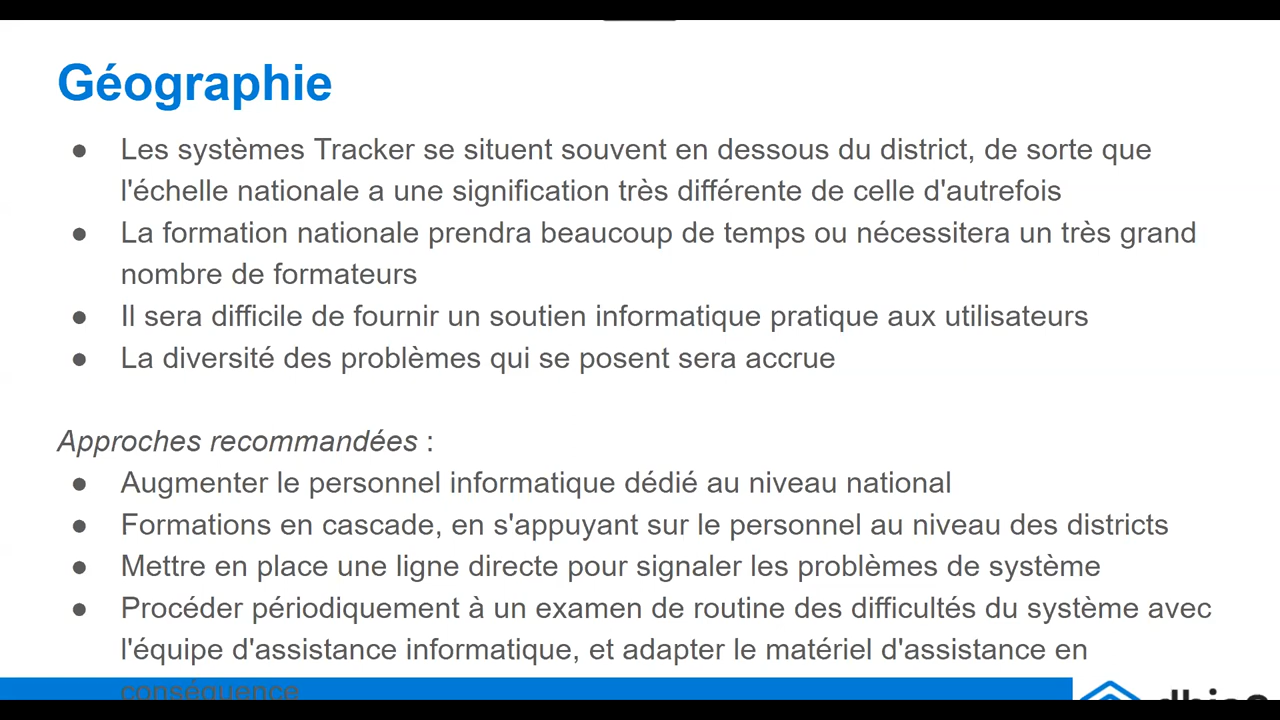 Géographie
● Les systèmes Tracker se situent souvent en dessous du district, de sorte que
l'échelle nationale a une signification très différente de celle d'autrefois
● La formation nationale prendra beaucoup de temps ou nécessitera un très grand
nombre de formateurs
● Il sera difficile de fournir un soutien informatique pratique aux utilisateurs
● La diversité des problèmes qui se posent sera accrue
Approches recommandées :
● Augmenter le personnel informatique dédié au niveau national
● Formations en cascade, en s'appuyant sur le personnel au niveau des districts
● Mettre en place une ligne directe pour signaler les problèmes de système
● Procéder périodiquement à un examen de routine des difficultés du système avec
l'équipe d'assistance informatique, et adapter le matériel d'assistance en
conséquence